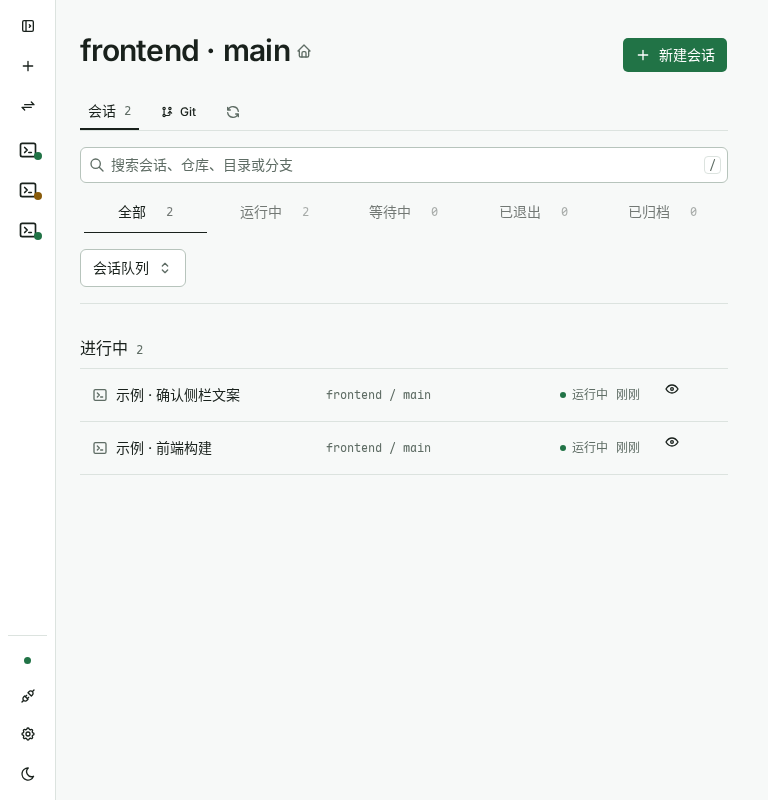 frontend · main
新建会话
会话 2
Git
搜索会话、仓库、目录或分支
/
全部 2
运行中 2
等待中 0
已退出 0
已归档 0
会话队列
进行中 2
示例 · 确认侧栏文案 frontend / main 运行中 刚刚
示例 · 前端构建 frontend / main 运行中 刚刚